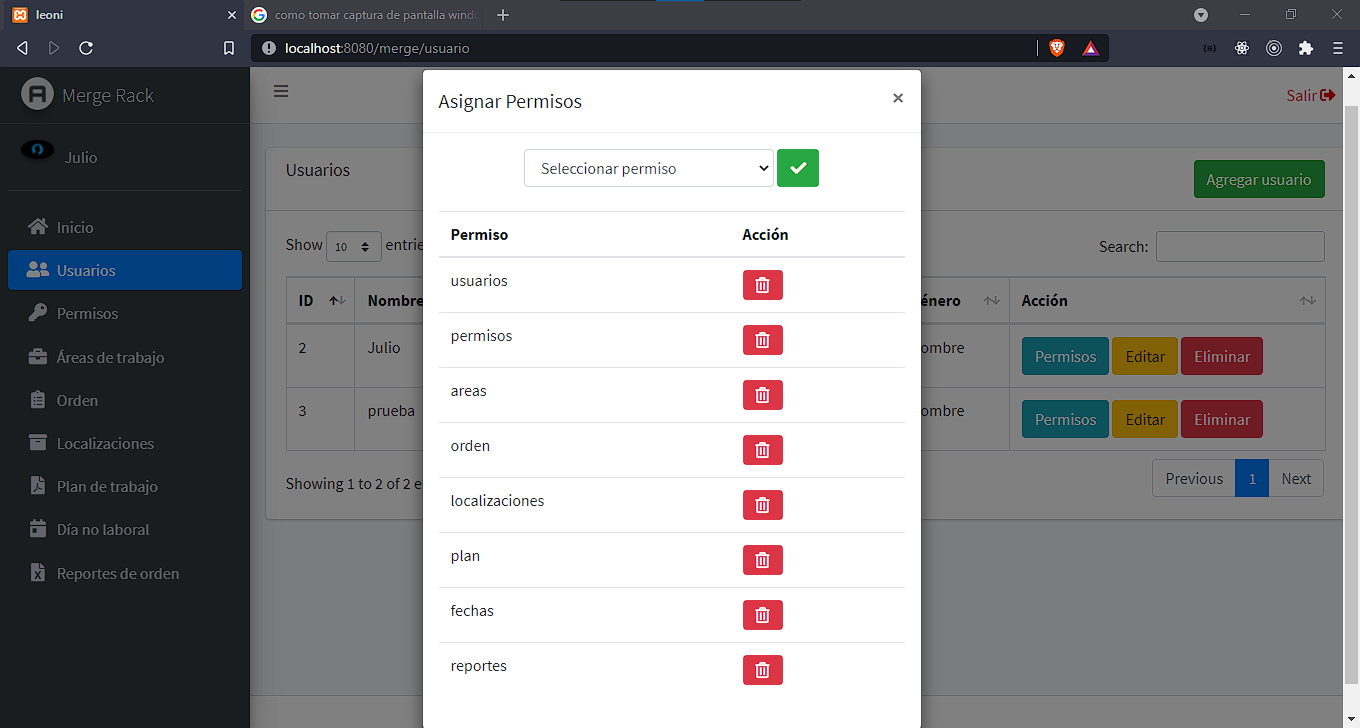 leoni
como tomar captura de pantalla wind
localhost:8080/merge/usuario
Merge Rack
Julio
Inicio
Usuarios
Permisos
Áreas de trabajo
Orden
Localizaciones
Plan de trabajo
Día no laboral
Reportes de orden
Salir
Usuarios
Agregar usuario
Show 10 entrie
Search:
ID Nombre énero Acción
2 Julio ombre Permisos Editar Eliminar
3 prueba ombre Permisos Editar Eliminar
Showing 1 to 2 of 2 e
Previous 1 Next
Asignar Permisos ×
Seleccionar permiso
Permiso Acción
usuarios
permisos
areas
orden
localizaciones
plan
fechas
reportes